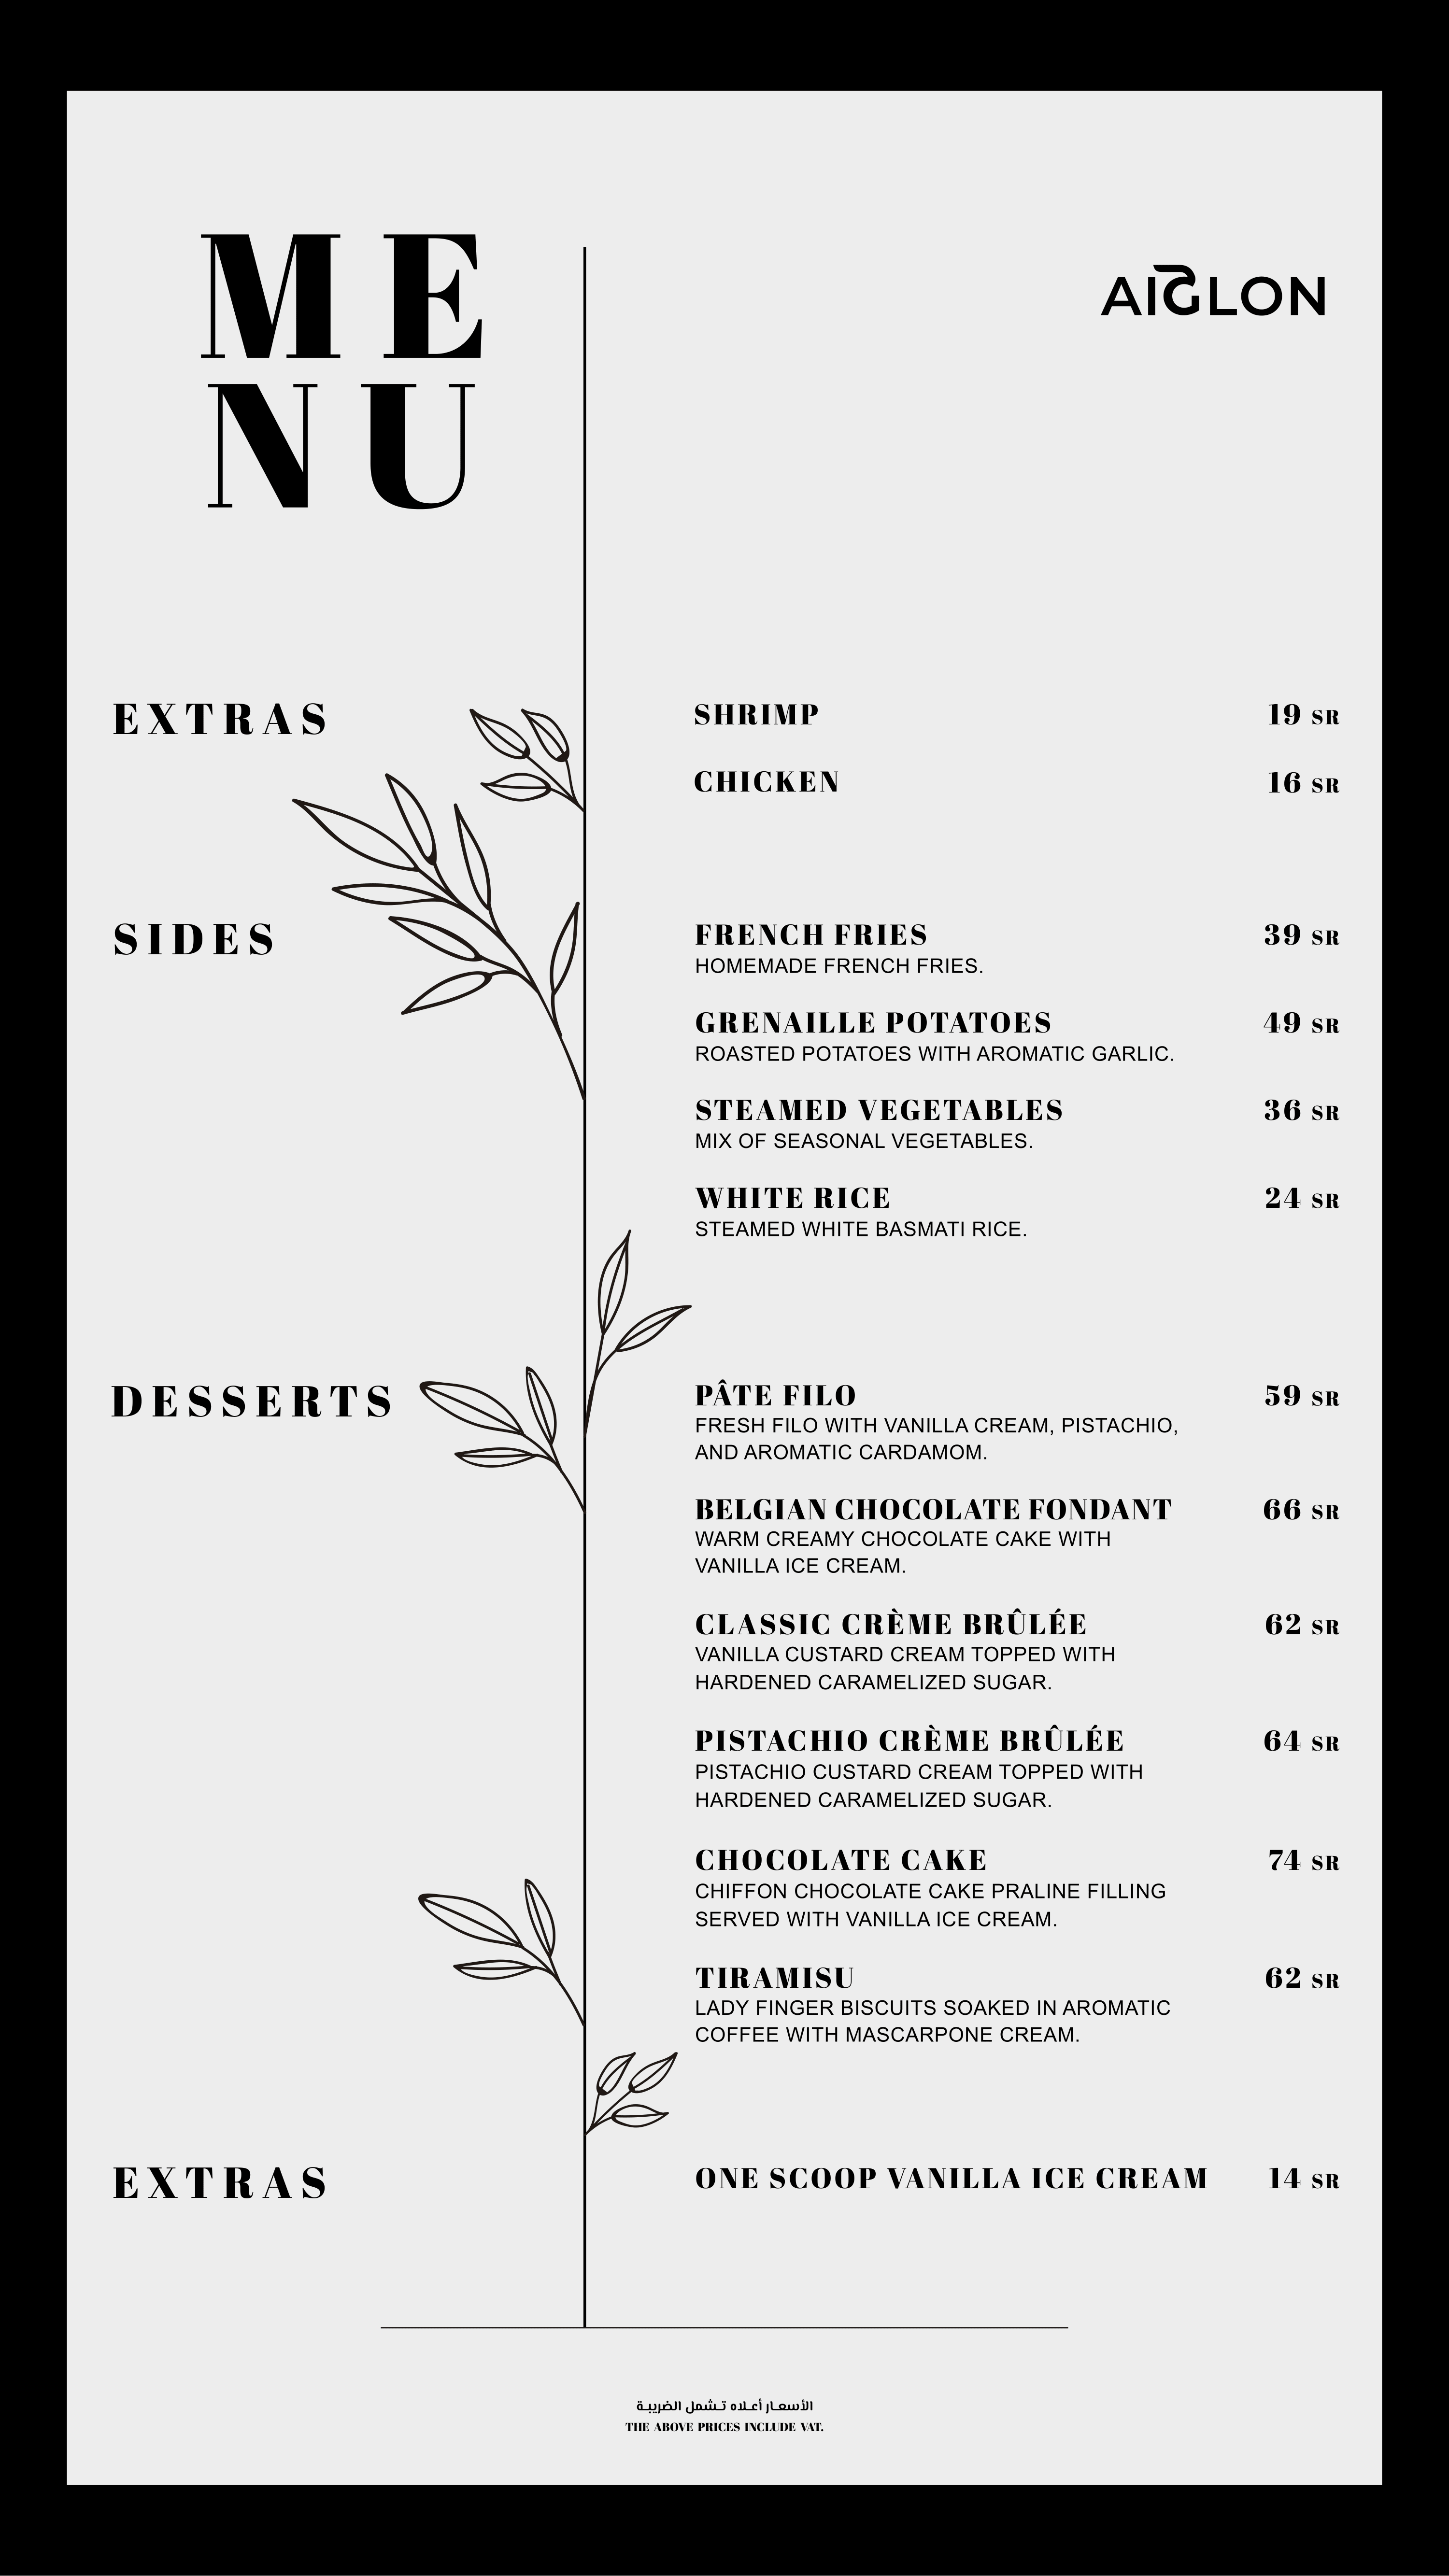 ME
NU
AIGLON
EXTRAS
SHRIMP 19 SR
CHICKEN 16 SR
SIDES
FRENCH FRIES 39 SR
HOMEMADE FRENCH FRIES.
GRENAILLE POTATOES 49 SR
ROASTED POTATOES WITH AROMATIC GARLIC.
STEAMED VEGETABLES 36 SR
MIX OF SEASONAL VEGETABLES.
WHITE RICE 24 SR
STEAMED WHITE BASMATI RICE.
DESSERTS
PÂTE FILO 59 SR
FRESH FILO WITH VANILLA CREAM, PISTACHIO,
AND AROMATIC CARDAMOM.
BELGIAN CHOCOLATE FONDANT 66 SR
WARM CREAMY CHOCOLATE CAKE WITH
VANILLA ICE CREAM.
CLASSIC CRÈME BRÛLÉE 62 SR
VANILLA CUSTARD CREAM TOPPED WITH
HARDENED CARAMELIZED SUGAR.
PISTACHIO CRÈME BRÛLÉE 64 SR
PISTACHIO CUSTARD CREAM TOPPED WITH
HARDENED CARAMELIZED SUGAR.
CHOCOLATE CAKE 74 SR
CHIFFON CHOCOLATE CAKE PRALINE FILLING
SERVED WITH VANILLA ICE CREAM.
TIRAMISU 62 SR
LADY FINGER BISCUITS SOAKED IN AROMATIC
COFFEE WITH MASCARPONE CREAM.
EXTRAS
ONE SCOOP VANILLA ICE CREAM 14 SR
الأسعـار أعـلاه تـشمل الضريبـة
THE ABOVE PRICES INCLUDE VAT.